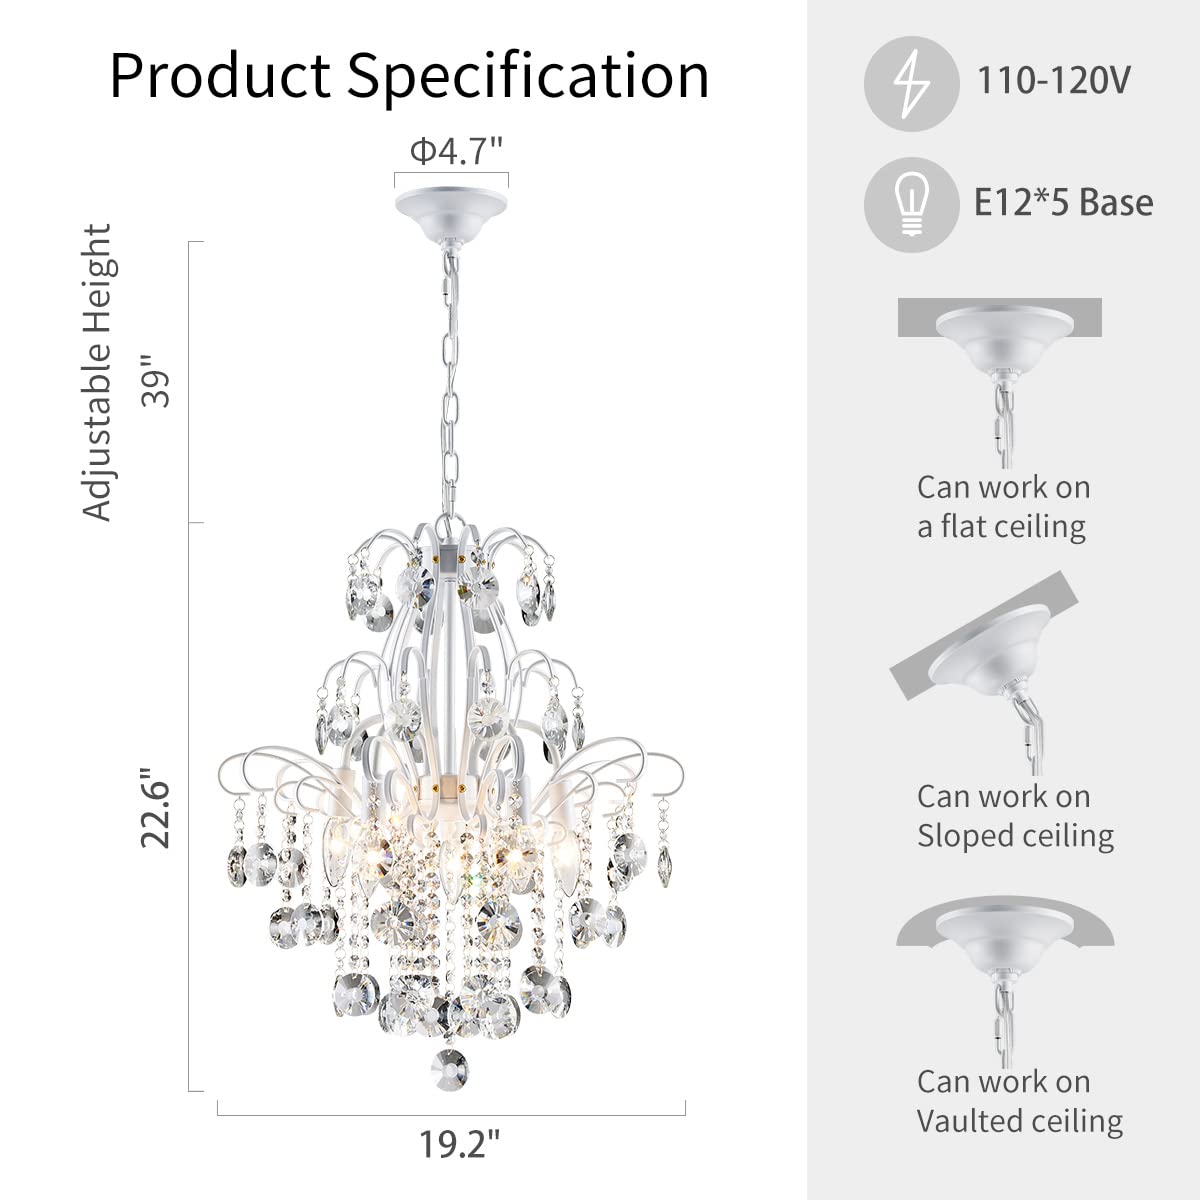 Product Specification
Φ4.7"
Adjustable Height
39"
22.6"
19.2"
110-120V
E12*5 Base
Can work on
a flat ceiling
Can work on
Sloped ceiling
Can work on
Vaulted ceiling